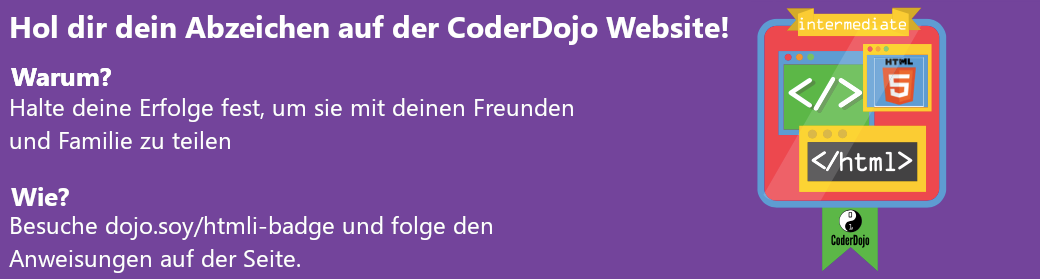 Hol dir dein Abzeichen auf der CoderDojo Website!
Warum?
Halte deine Erfolge fest, um sie mit deinen Freunden
und Familie zu teilen
Wie?
Besuche dojo.soy/htmli-badge und folge den
Anweisungen auf der Seite.
intermediate
HTML
5
</>
</html>
CoderDojo